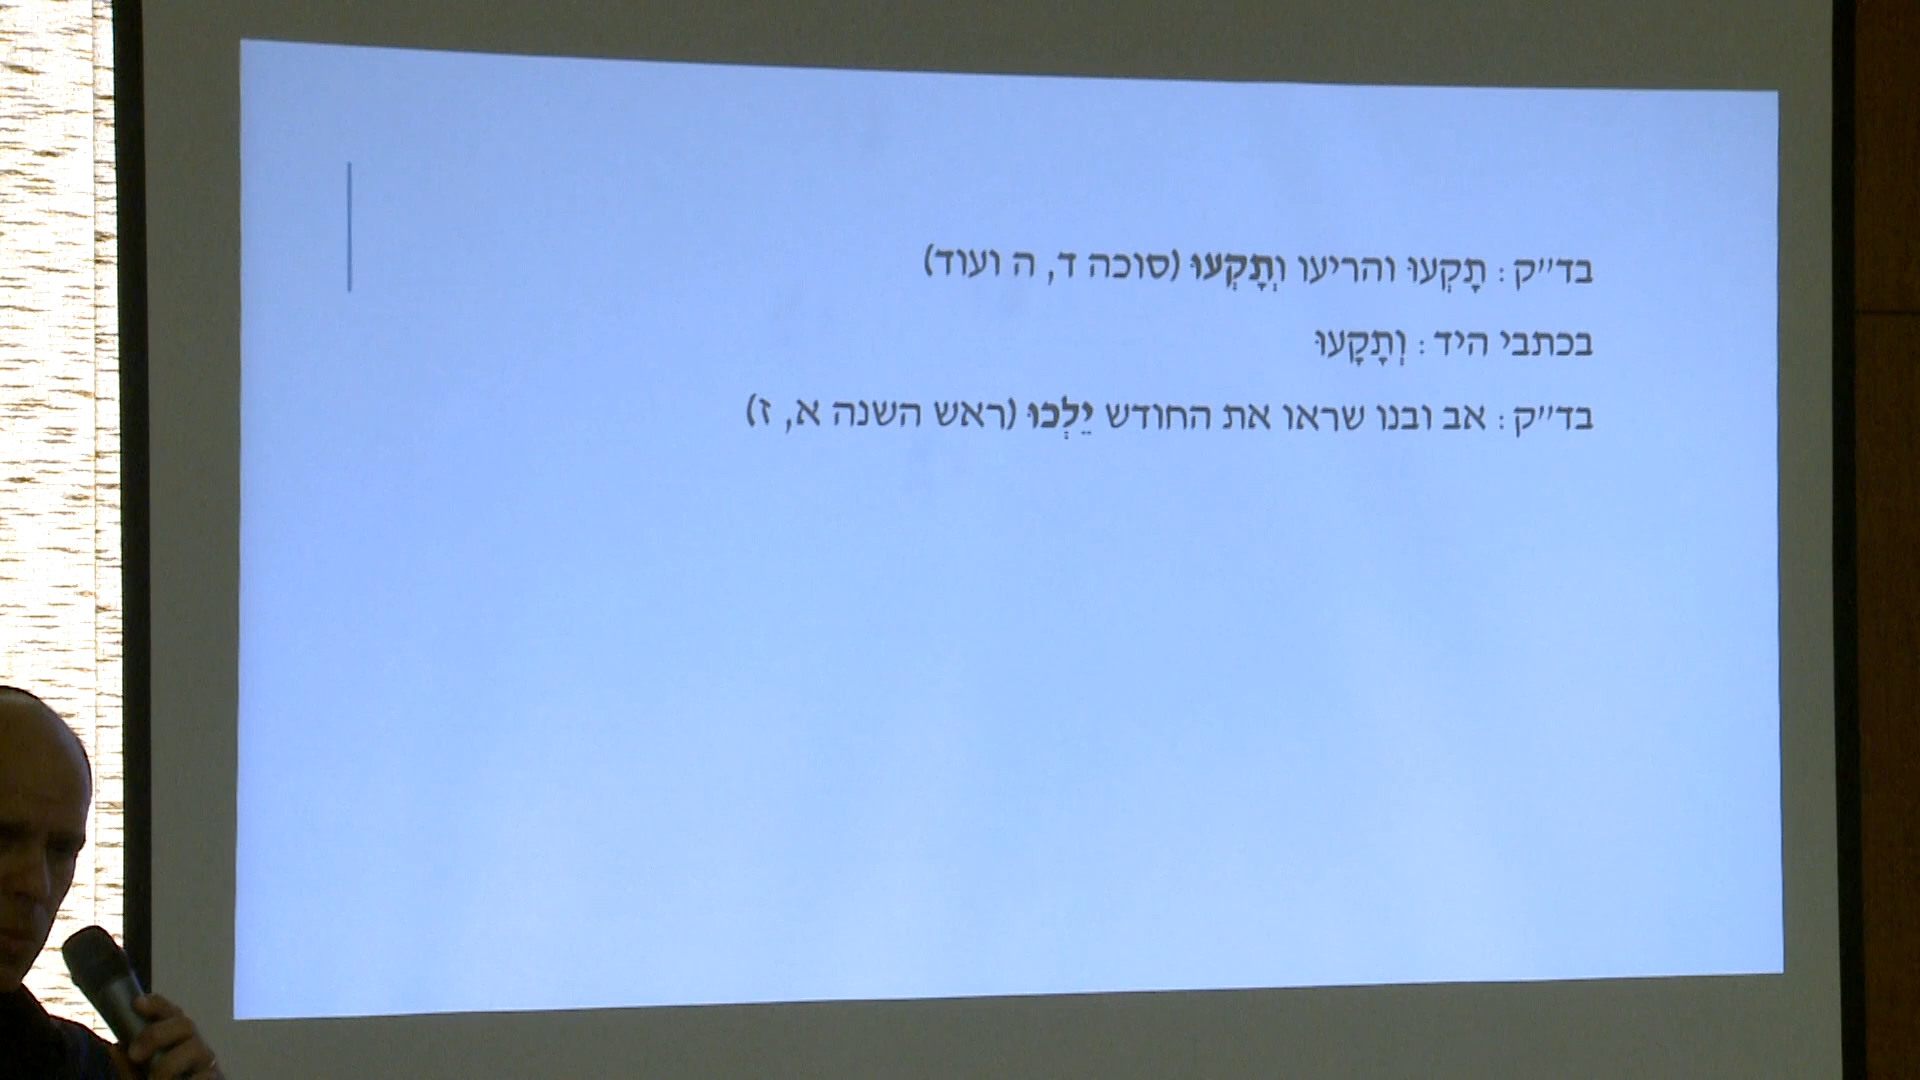 בד״ק: תָקְעוּ והריעו וְתָקְעוּ (סוכה ד, ה ועוד)
בכתבי היד: וְתָקָעוּ
בד״ק: אב ובנו שראו את החודש יֵלְכוּ (ראש השנה א, ז)